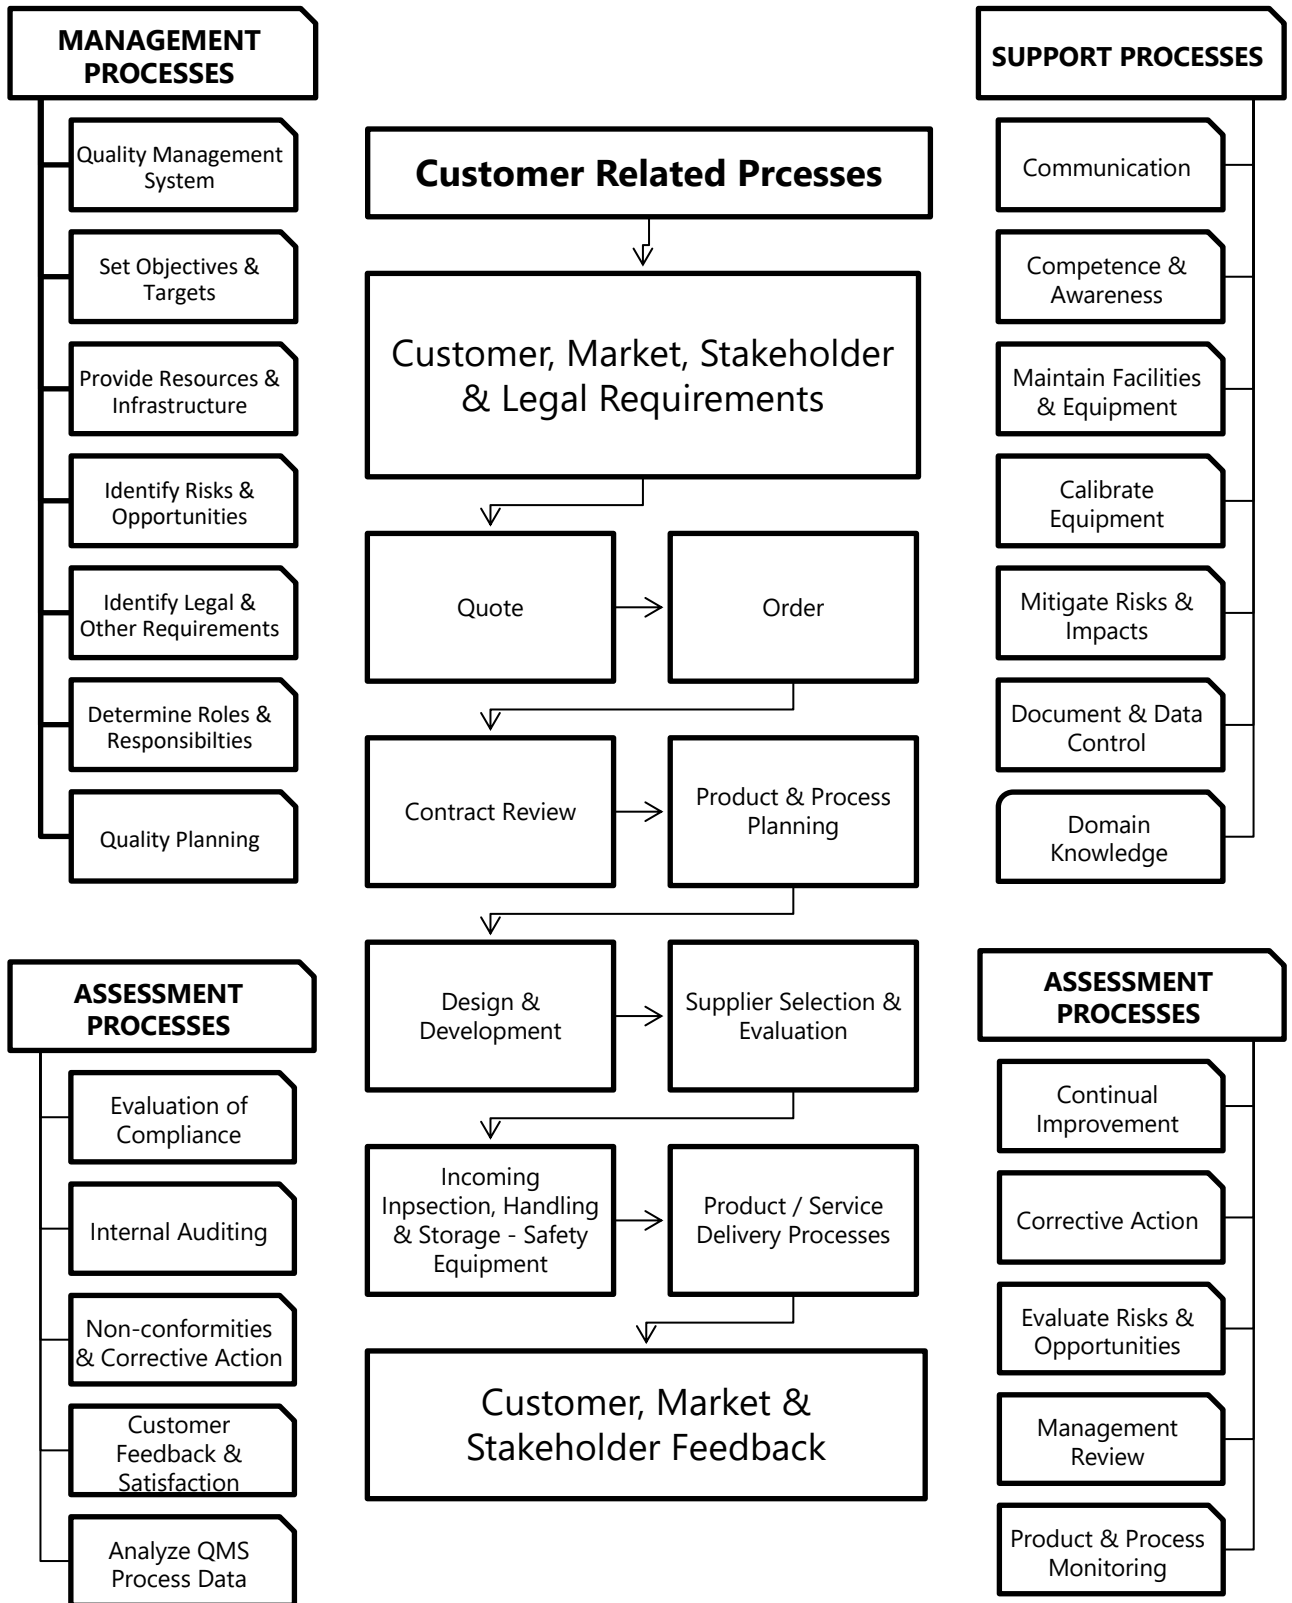 MANAGEMENT
PROCESSES
Quality Management
System
Set Objectives &
Targets
Provide Resources &
Infrastructure
Identify Risks &
Opportunities
Identify Legal &
Other Requirements
Determine Roles &
Responsibilties
Quality Planning
Customer Related Prcesses
Customer, Market, Stakeholder
& Legal Requirements
Quote
Order
Contract Review
Product & Process
Planning
Design &
Development
Supplier Selection &
Evaluation
Incoming
Inpsection, Handling
& Storage - Safety
Equipment
Product / Service
Delivery Processes
Customer, Market &
Stakeholder Feedback
SUPPORT PROCESSES
Communication
Competence &
Awareness
Maintain Facilities
& Equipment
Calibrate
Equipment
Mitigate Risks &
Impacts
Document & Data
Control
Domain
Knowledge
ASSESSMENT
PROCESSES
Evaluation of
Compliance
Internal Auditing
Non-conformities
& Corrective Action
Customer
Feedback &
Satisfaction
Analyze QMS
Process Data
ASSESSMENT
PROCESSES
Continual
Improvement
Corrective Action
Evaluate Risks &
Opportunities
Management
Review
Product & Process
Monitoring